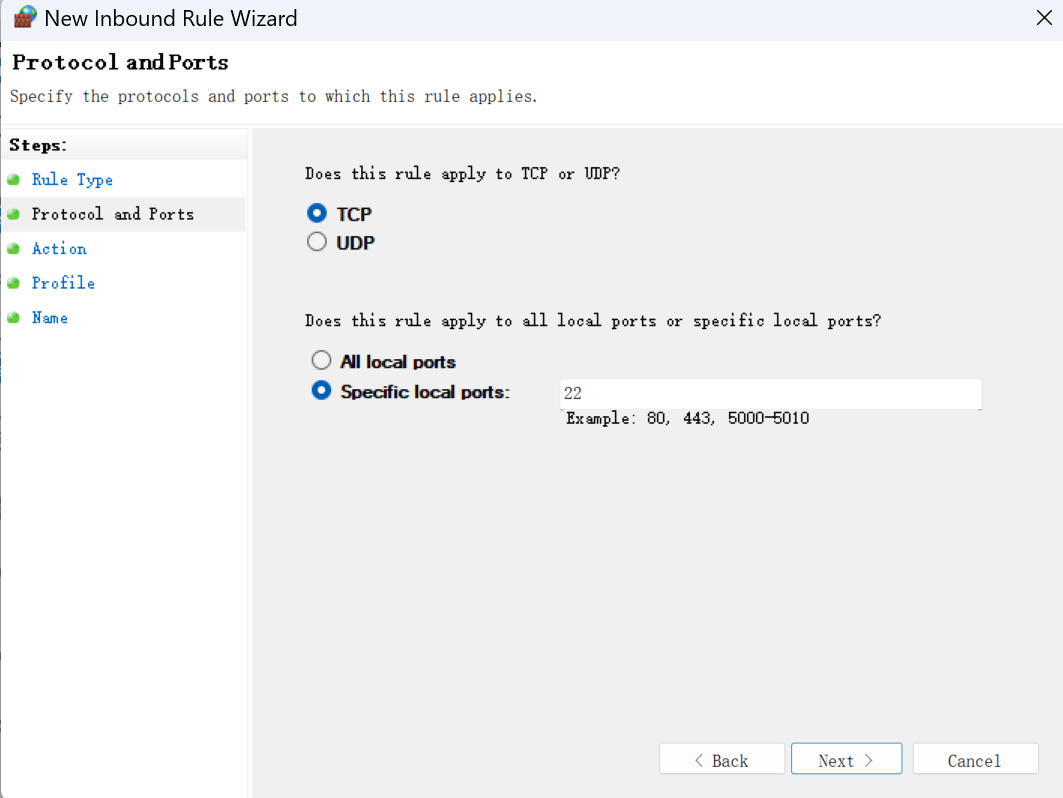 New Inbound Rule Wizard
Protocol and Ports
Specify the protocols and ports to which this rule applies.
Steps:
Rule Type
Protocol and Ports
Action
Profile
Name
Does this rule apply to TCP or UDP?
TCP
UDP
Does this rule apply to all local ports or specific local ports?
All local ports
Specific local ports: 22
Example: 80, 443, 5000-5010
< Back Next > Cancel